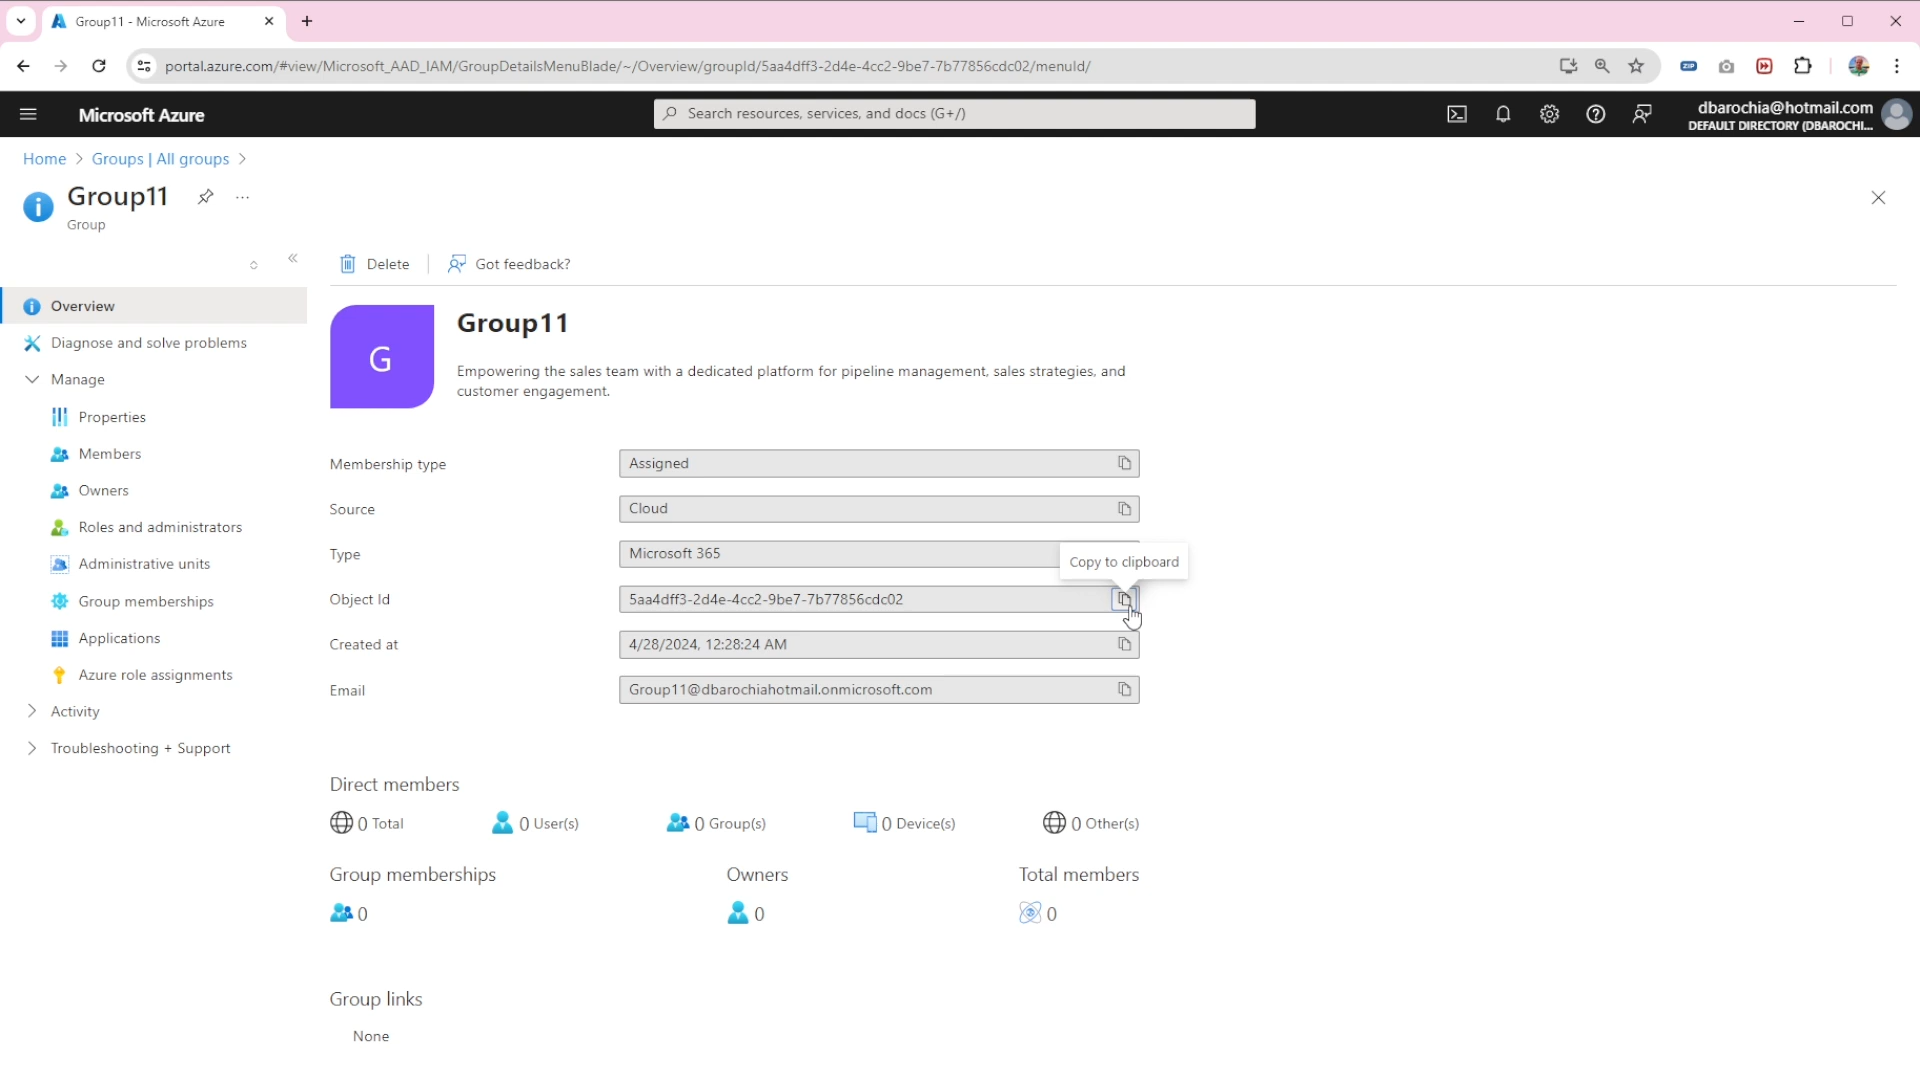 Group11 - Microsoft Azure
portal.azure.com/#view/Microsoft_AAD_IAM/GroupDetailsMenuBlade/~/Overview/groupId/5aa4dff3-2d4e-4cc2-9be7-7b77856cdc02/menuId/
ZIP
Microsoft Azure
Search resources, services, and docs (G+/)
dbarochia@hotmail.com
DEFAULT DIRECTORY (DBAROCHI...
Home > Groups | All groups >
Group11
...
Group
Delete
Got feedback?
Overview
Diagnose and solve problems
Manage
Properties
Members
Owners
Roles and administrators
Administrative units
Group memberships
Applications
Azure role assignments
Activity
Troubleshooting + Support
G
Group11
Empowering the sales team with a dedicated platform for pipeline management, sales strategies, and
customer engagement.
Membership type
Assigned
Source
Cloud
Type
Microsoft 365
Copy to clipboard
Object Id
5aa4dff3-2d4e-4cc2-9be7-7b77856cdc02
Created at
4/28/2024, 12:28:24 AM
Email
Group11@dbarochiahotmail.onmicrosoft.com
Direct members
0 Total
0 User(s)
0 Group(s)
0 Device(s)
0 Other(s)
Group memberships
Owners
Total members
0
0
0
Group links
None